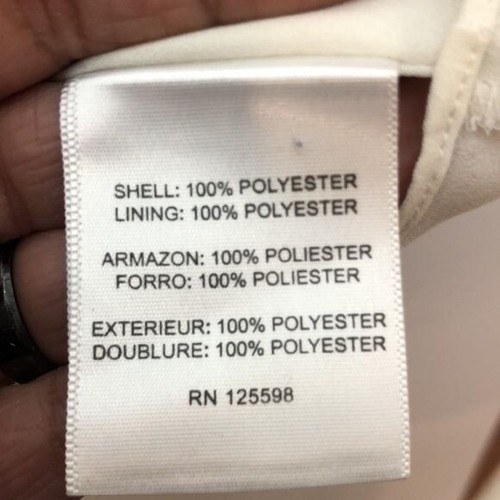 SHELL: 100% POLYESTER
LINING: 100% POLYESTER
ARMAZON: 100% POLIESTER
FORRO: 100% POLIESTER
EXTERIEUR: 100% POLYESTER
DOUBLURE: 100% POLYESTER
RN 125598